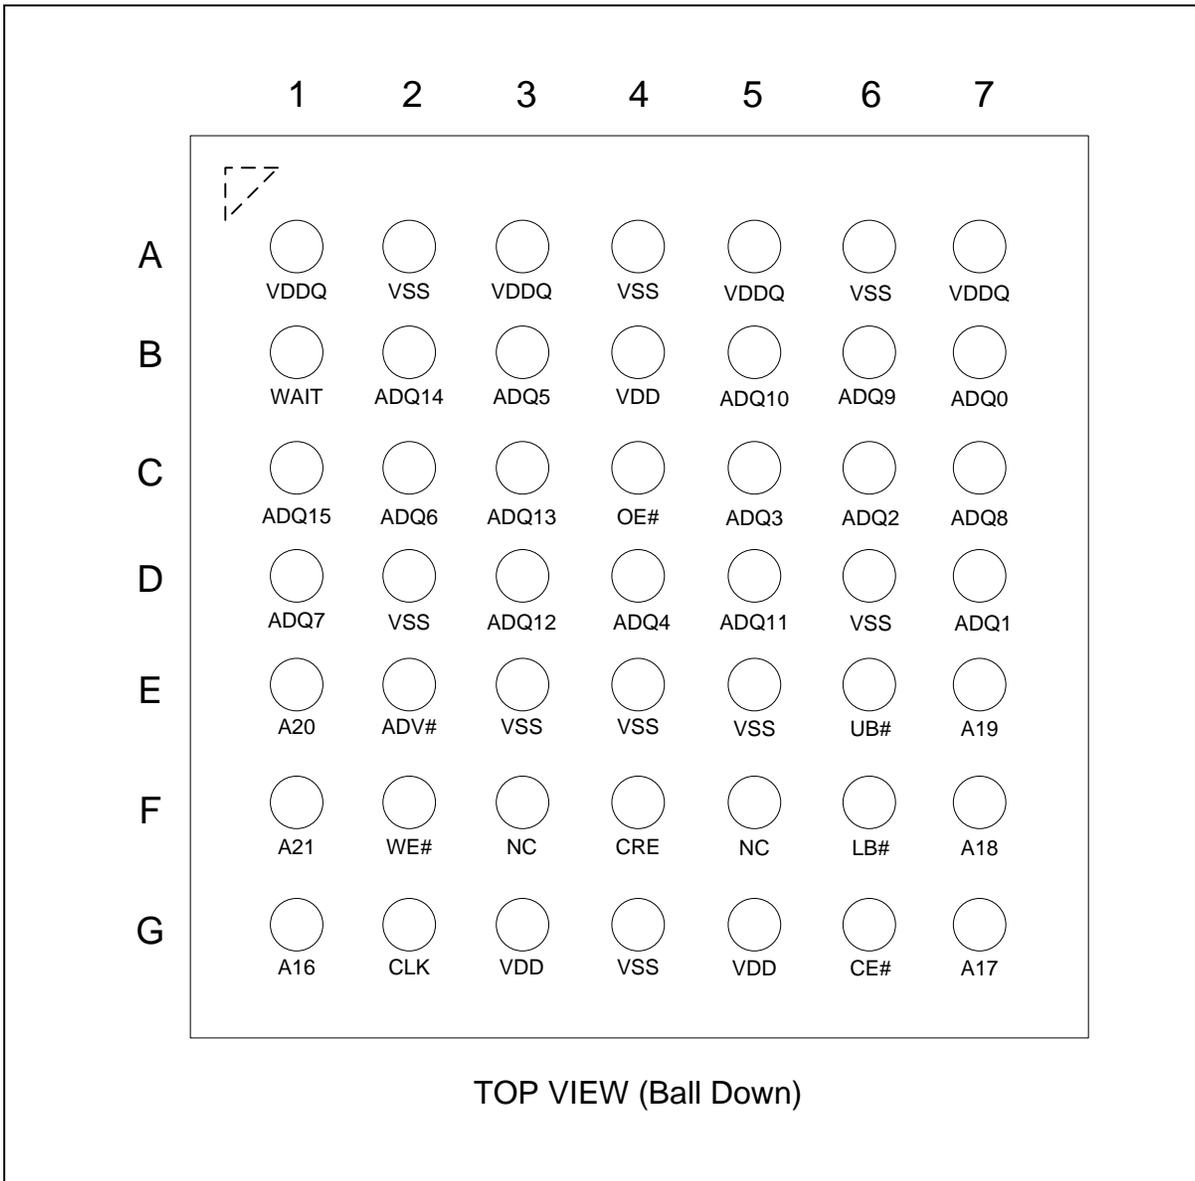 1 2 3 4 5 6 7
A
VDDQ VSS VDDQ VSS VDDQ VSS VDDQ
B
WAIT ADQ14 ADQ5 VDD ADQ10 ADQ9 ADQ0
C
ADQ15 ADQ6 ADQ13 OE# ADQ3 ADQ2 ADQ8
D
ADQ7 VSS ADQ12 ADQ4 ADQ11 VSS ADQ1
E
A20 ADV# VSS VSS VSS UB# A19
F
A21 WE# NC CRE NC LB# A18
G
A16 CLK VDD VSS VDD CE# A17
TOP VIEW (Ball Down)